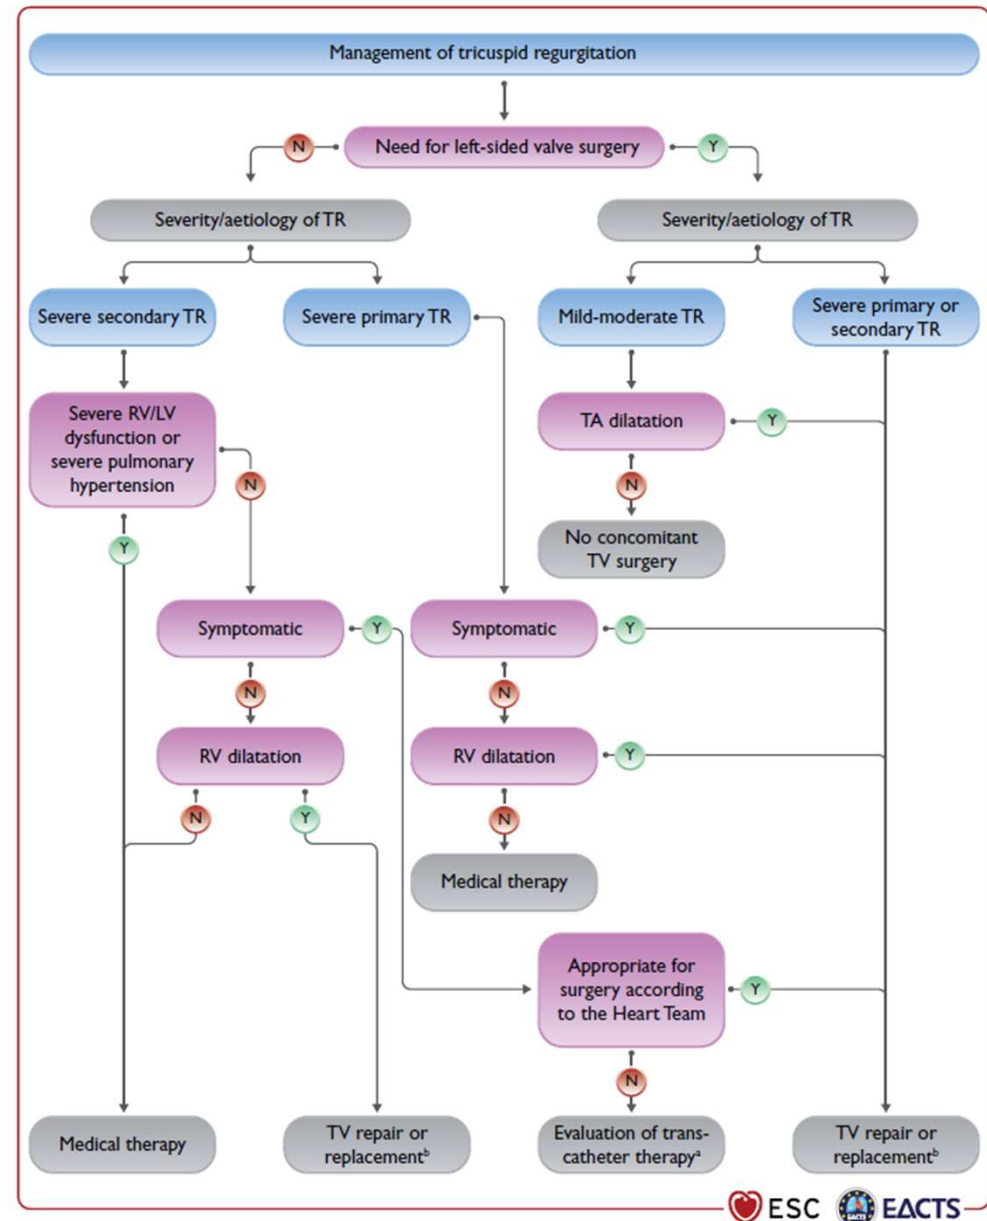 Management of tricuspid regurgitation
N
Need for left-sided valve surgery
Y
Severity/aetiology of TR
Severity/aetiology of TR
Severe secondary TR
Severe primary TR
Mild-moderate TR
Severe primary or
secondary TR
Severe RV/LV
dysfunction or
severe pulmonary
hypertension
N
Y
TA dilatation
Y
N
No concomitant
TV surgery
Symptomatic
Y
Symptomatic
Y
N
N
RV dilatation
RV dilatation
Y
N
Y
N
Medical therapy
Appropriate for
surgery according
to the Heart Team
Y
N
Medical therapy
TV repair or
replacementᵇ
Evaluation of trans-
catheter therapyᵃ
TV repair or
replacementᵇ
ESC
EACTS
EACTS